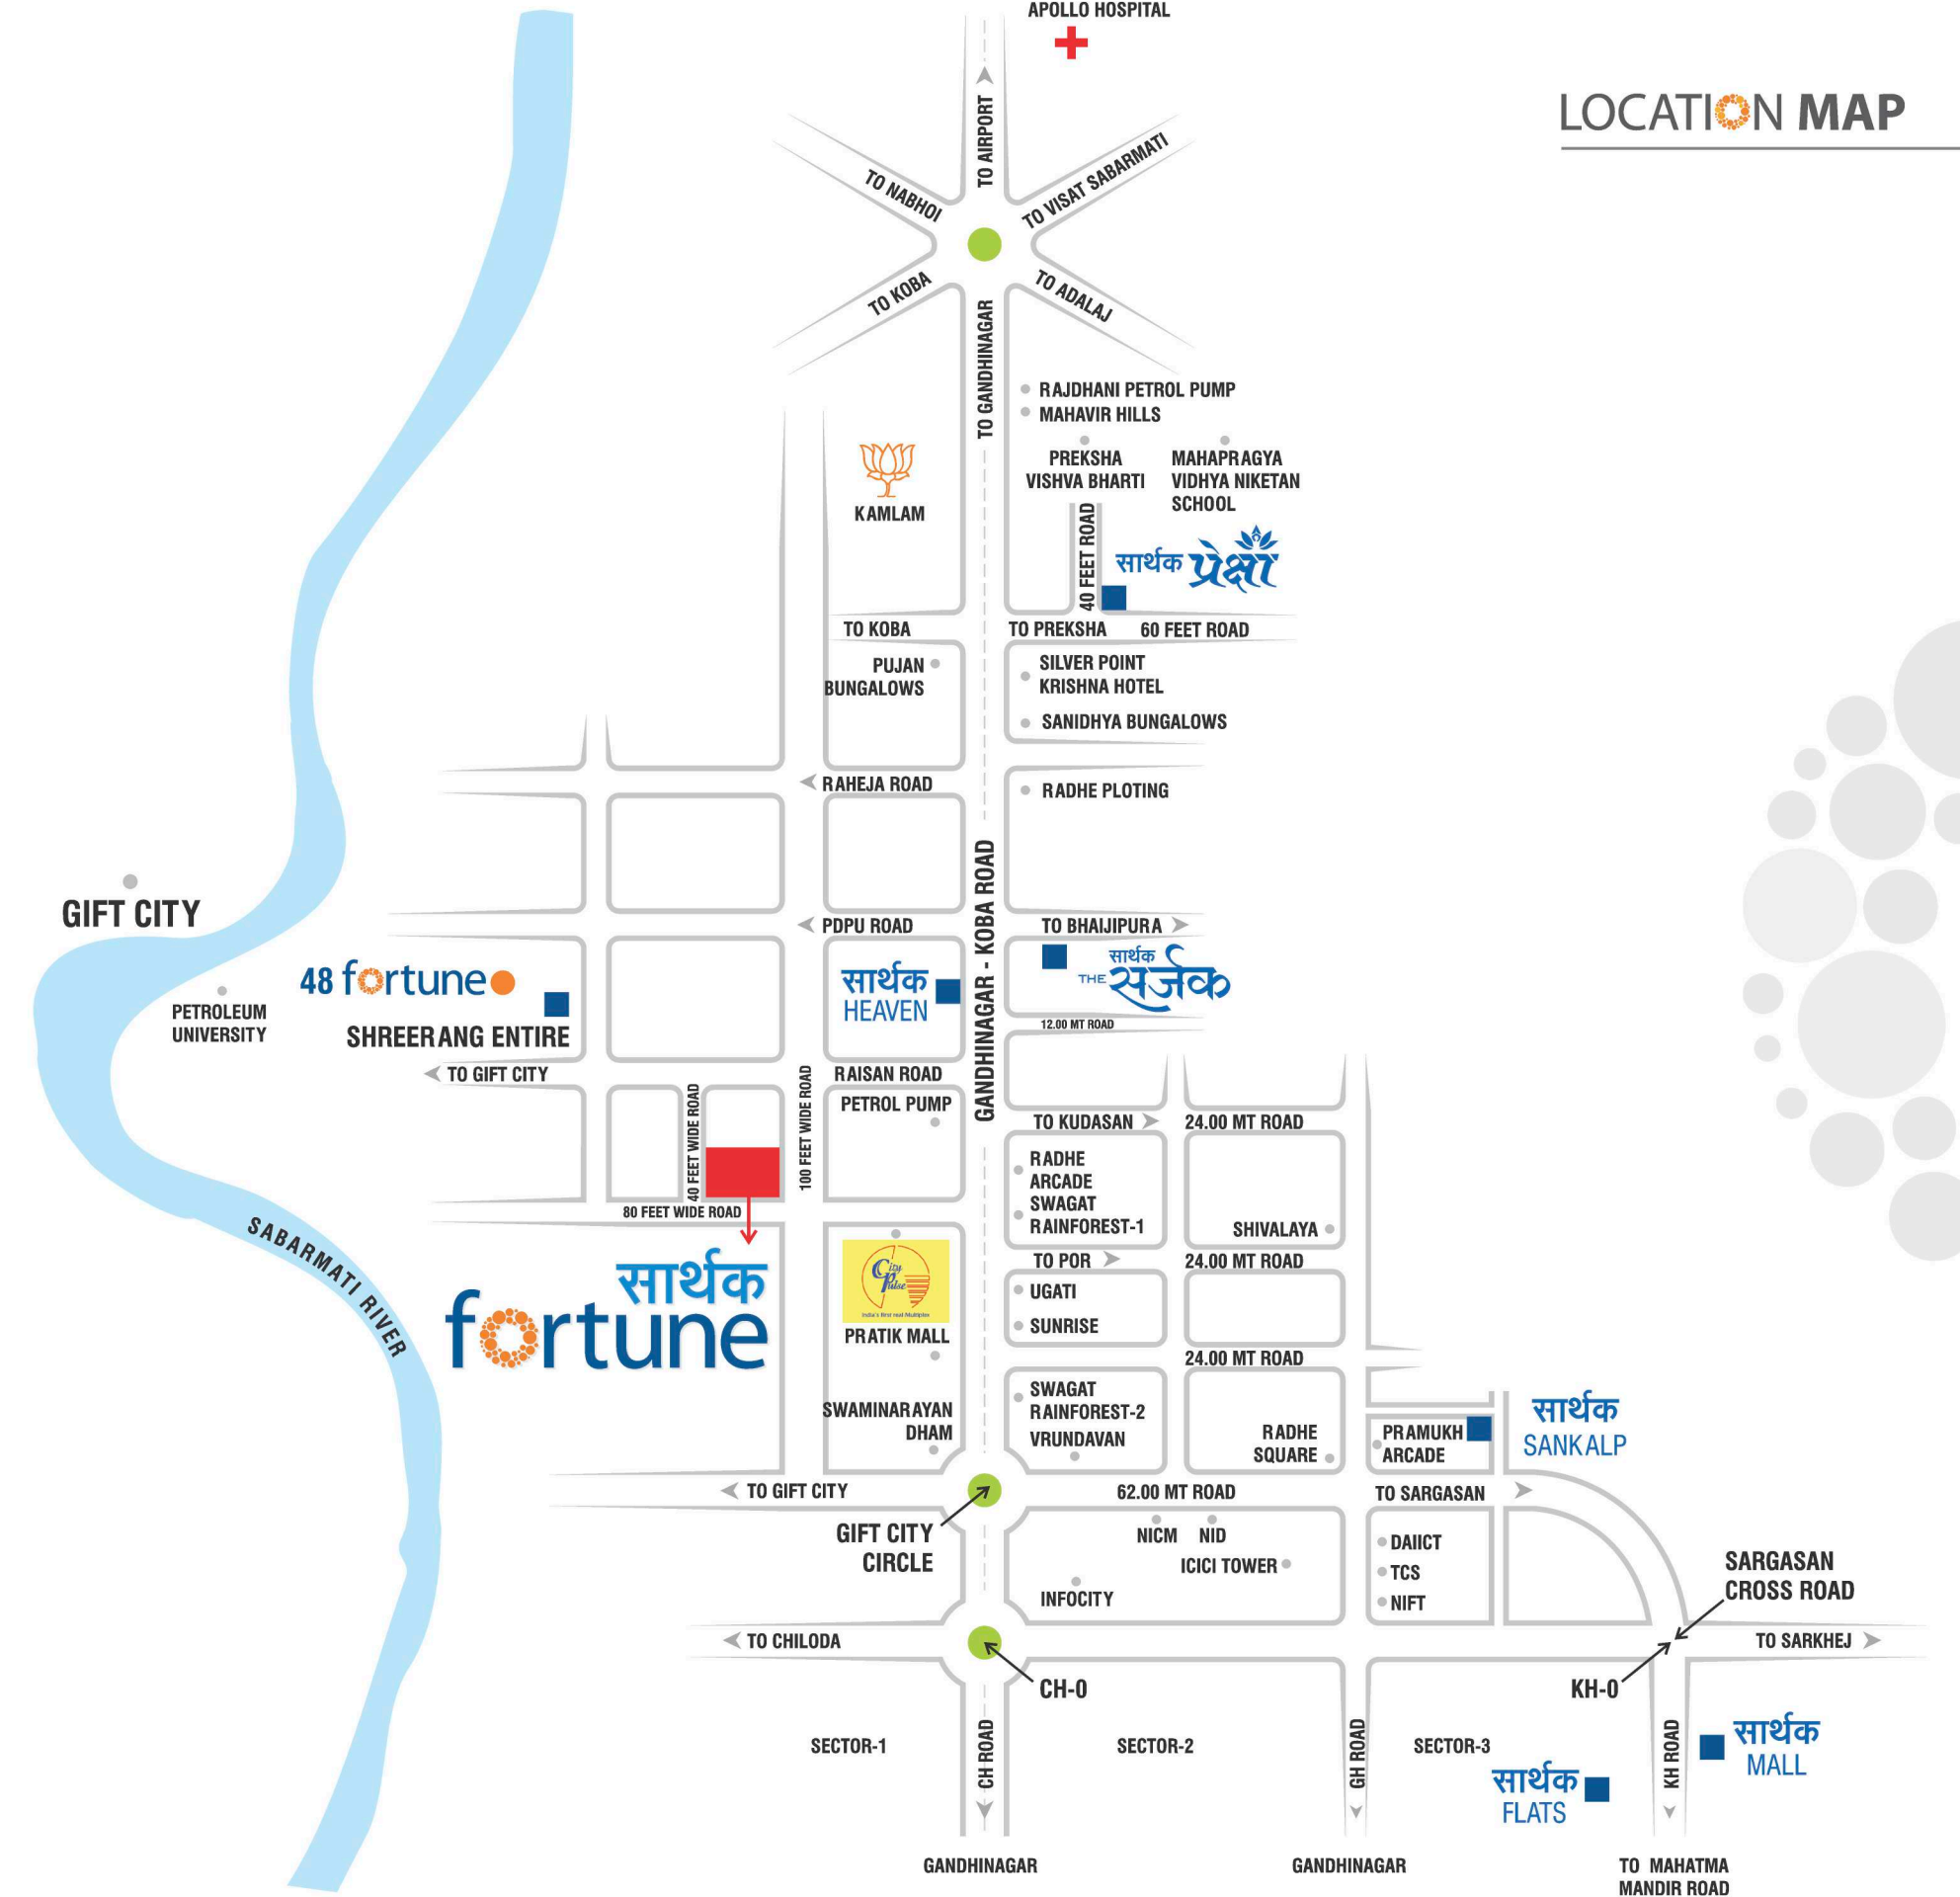 APOLLO HOSPITAL
LOCATION MAP
TO AIRPORT
TO NABHOI
TO VISAT SABARMATI
TO KOBA
TO ADALAJ
TO GANDHINAGAR
RAJDHANI PETROL PUMP
MAHAVIR HILLS
PREKSHA
VISHVA BHARTI
MAHAPRAGYA
VIDHYA NIKETAN
SCHOOL
KAMLAM
40 FEET ROAD
सार्थक प्रेक्षा
TO KOBA
TO PREKSHA
60 FEET ROAD
PUJAN
BUNGALOWS
SILVER POINT
KRISHNA HOTEL
SANIDHYA BUNGALOWS
RAHEJA ROAD
RADHE PLOTING
GANDHINAGAR - KOBA ROAD
GIFT CITY
PDPU ROAD
TO BHAIJIPURA
48 fortune
SHREERANG ENTIRE
PETROLEUM
UNIVERSITY
सार्थक
HEAVEN
सार्थक
THE सर्जक
12.00 MT ROAD
TO GIFT CITY
RAISAN ROAD
PETROL PUMP
40 FEET WIDE ROAD
100 FEET WIDE ROAD
80 FEET WIDE ROAD
TO KUDASAN
24.00 MT ROAD
RADHE
ARCADE
SWAGAT
RAINFOREST-1
SHIVALAYA
TO POR
24.00 MT ROAD
SABARMATI RIVER
सार्थक
fortune
City
Pulse
India's first real Multiplex
PRATIK MALL
UGATI
SUNRISE
24.00 MT ROAD
SWAMINARAYAN
DHAM
SWAGAT
RAINFOREST-2
VRUNDAVAN
RADHE
SQUARE
PRAMUKH
ARCADE
सार्थक
SANKALP
TO GIFT CITY
62.00 MT ROAD
TO SARGASAN
GIFT CITY
CIRCLE
NICM
NID
ICICI TOWER
INFOCITY
DAIICT
TCS
NIFT
SARGASAN
CROSS ROAD
TO CHILODA
TO SARKHEJ
CH-0
KH-0
SECTOR-1
CH ROAD
SECTOR-2
GH ROAD
SECTOR-3
KH ROAD
सार्थक
MALL
सार्थक
FLATS
GANDHINAGAR
GANDHINAGAR
TO MAHATMA
MANDIR ROAD